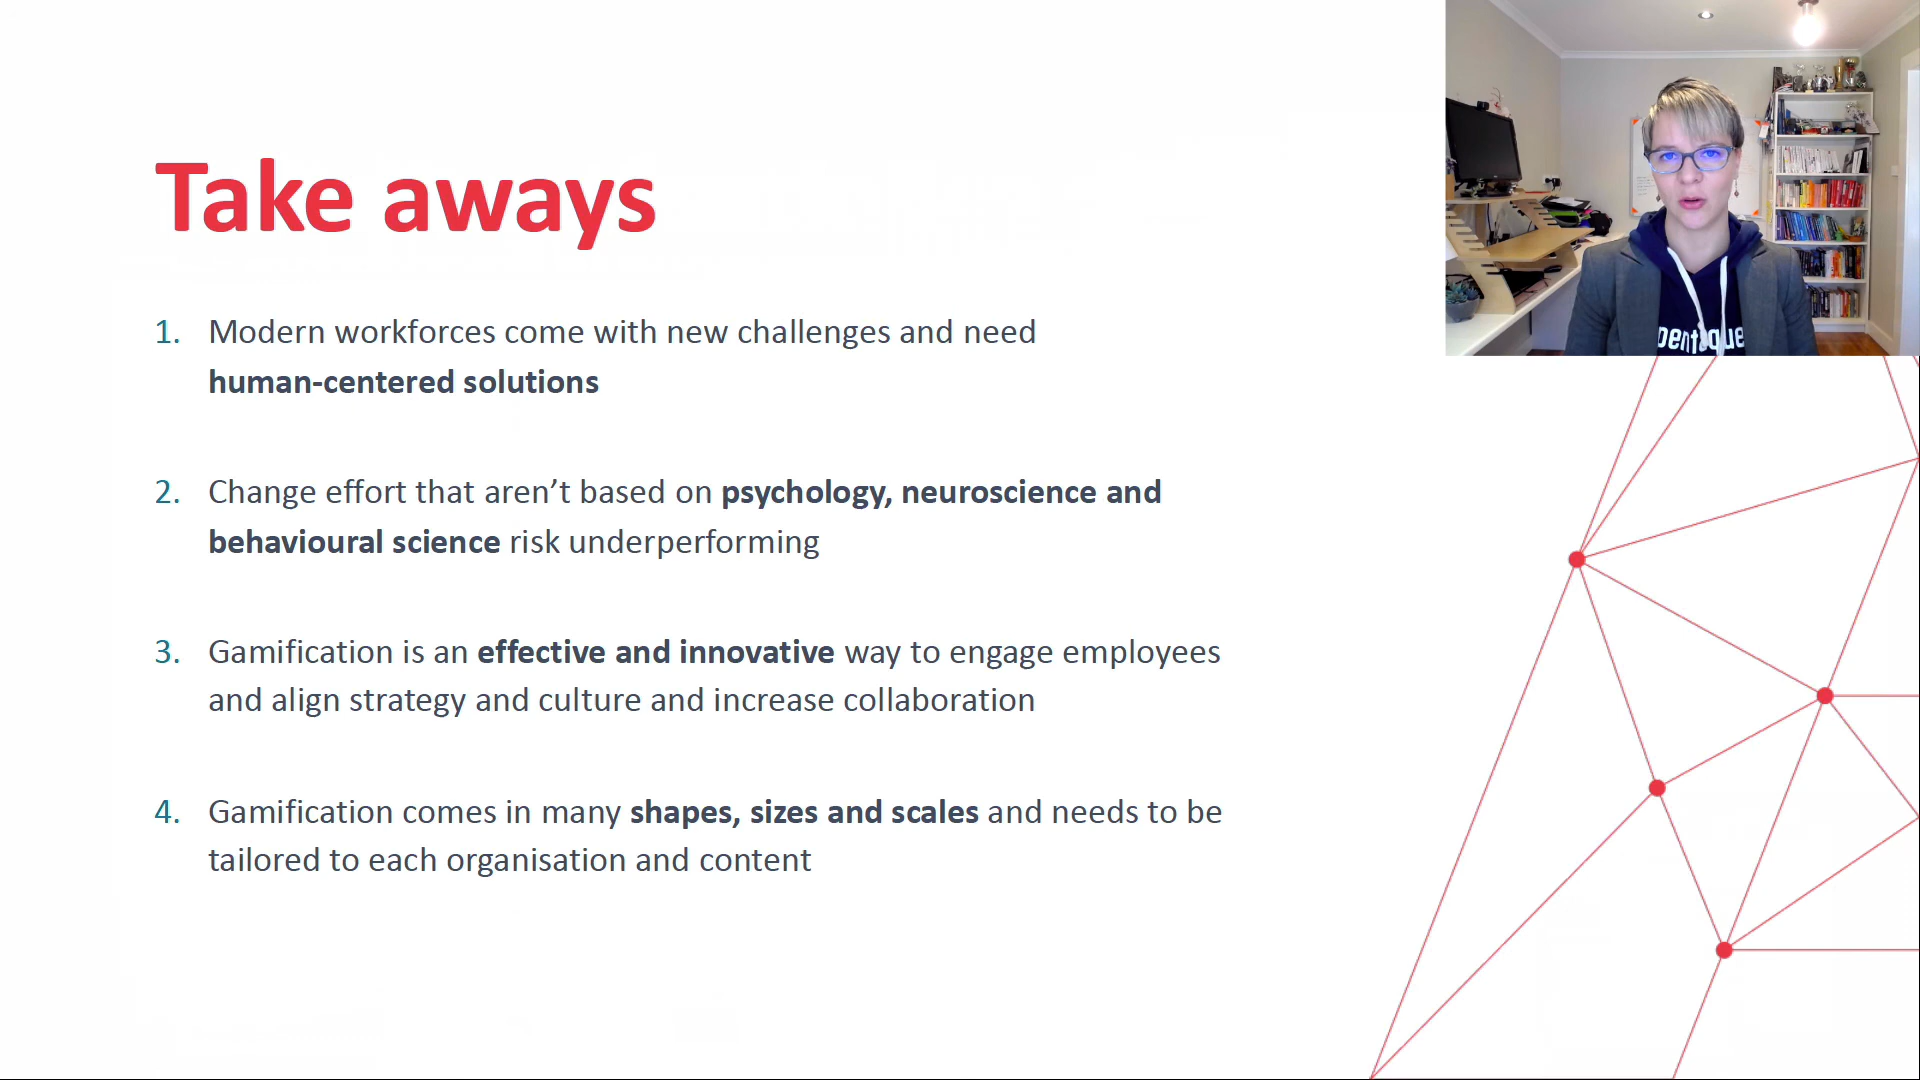 Take aways
1. Modern workforces come with new challenges and need
human-centered solutions
2. Change effort that aren’t based on psychology, neuroscience and
behavioural science risk underperforming
3. Gamification is an effective and innovative way to engage employees
and align strategy and culture and increase collaboration
4. Gamification comes in many shapes, sizes and scales and needs to be
tailored to each organisation and content